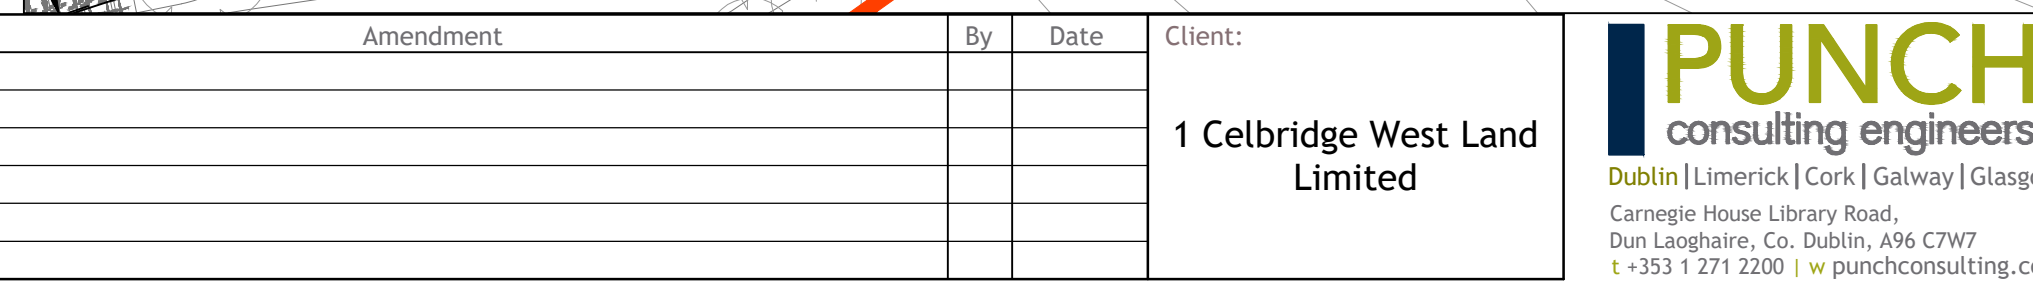 Amendment By Date Client:
1 Celbridge West Land
Limited
PUNCH
consulting engineers
Dublin|Limerick|Cork|Galway|
Carnegie House Library Road,
Dun Laoghaire, Co. Dublin, A96 C7W7
t +353 1 271 2200 | w punchconsulting.c